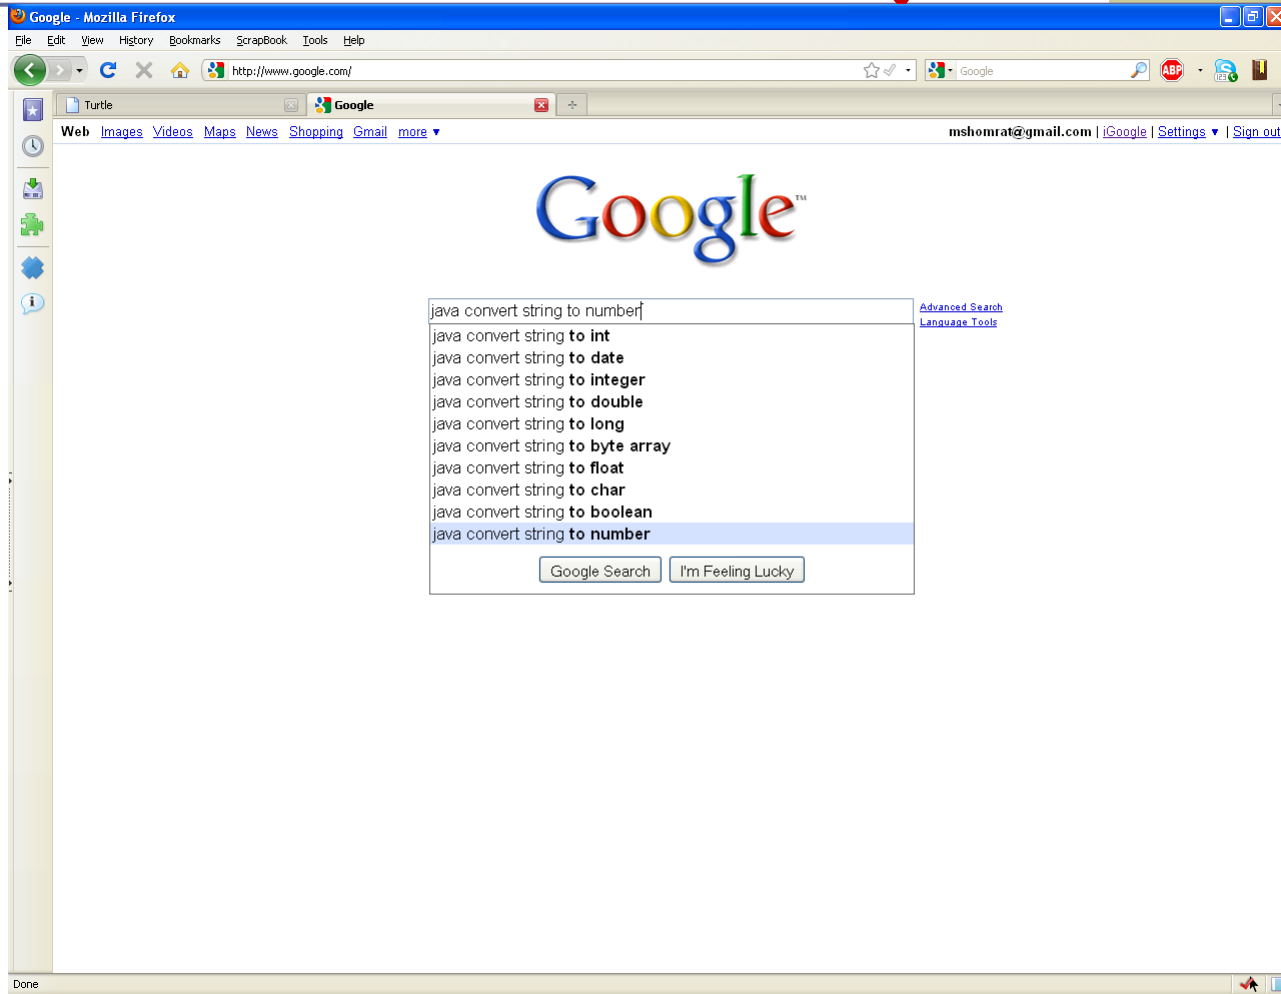 Google - Mozilla Firefox
File Edit View History Bookmarks ScrapBook Tools Help
http://www.google.com/
Google
ABP
123
Turtle
Google
Web Images Videos Maps News Shopping Gmail more ▼
mshomrat@gmail.com | iGoogle | Settings ▼ | Sign out
Google™
java convert string to number
Advanced Search
Language Tools
java convert string to int
java convert string to date
java convert string to integer
java convert string to double
java convert string to long
java convert string to byte array
java convert string to float
java convert string to char
java convert string to boolean
java convert string to number
Google Search
I'm Feeling Lucky
Done